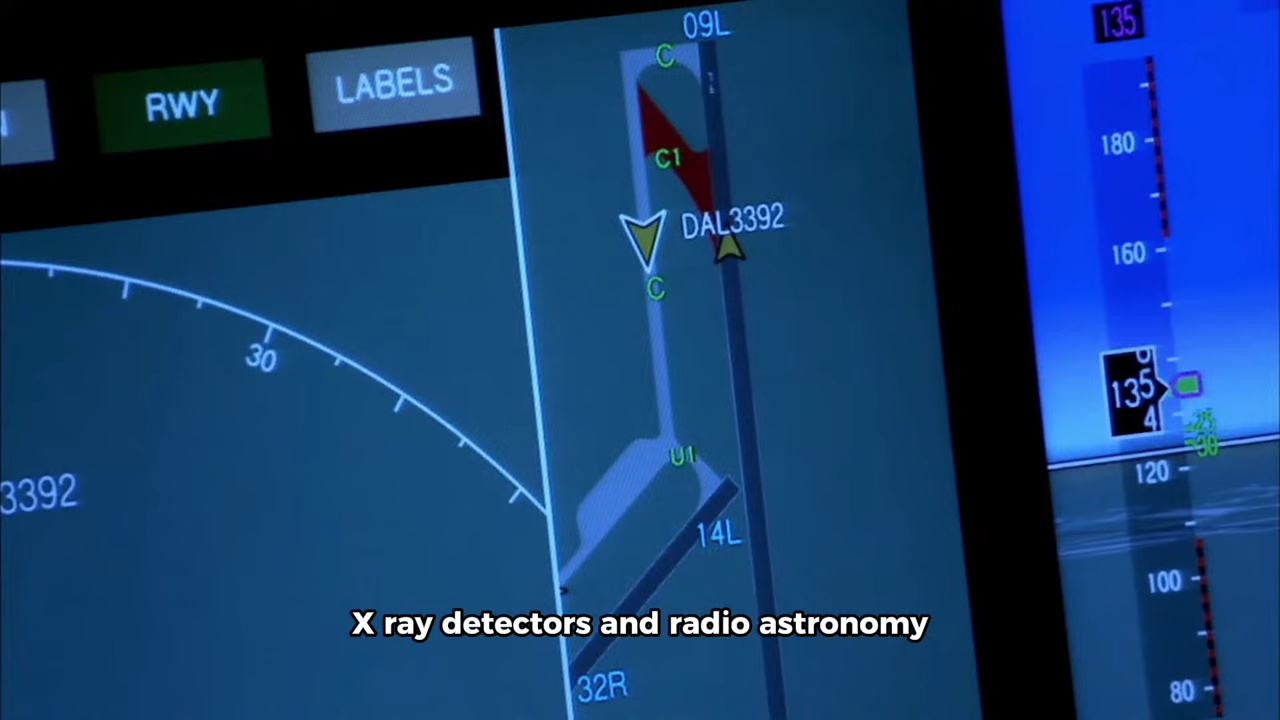 RWY
LABELS
09L
C
C1
DAL3392
C
U1
14L
32R
30
3392
135
180
160
135
4
120
100
80
X ray detectors and radio astronomy